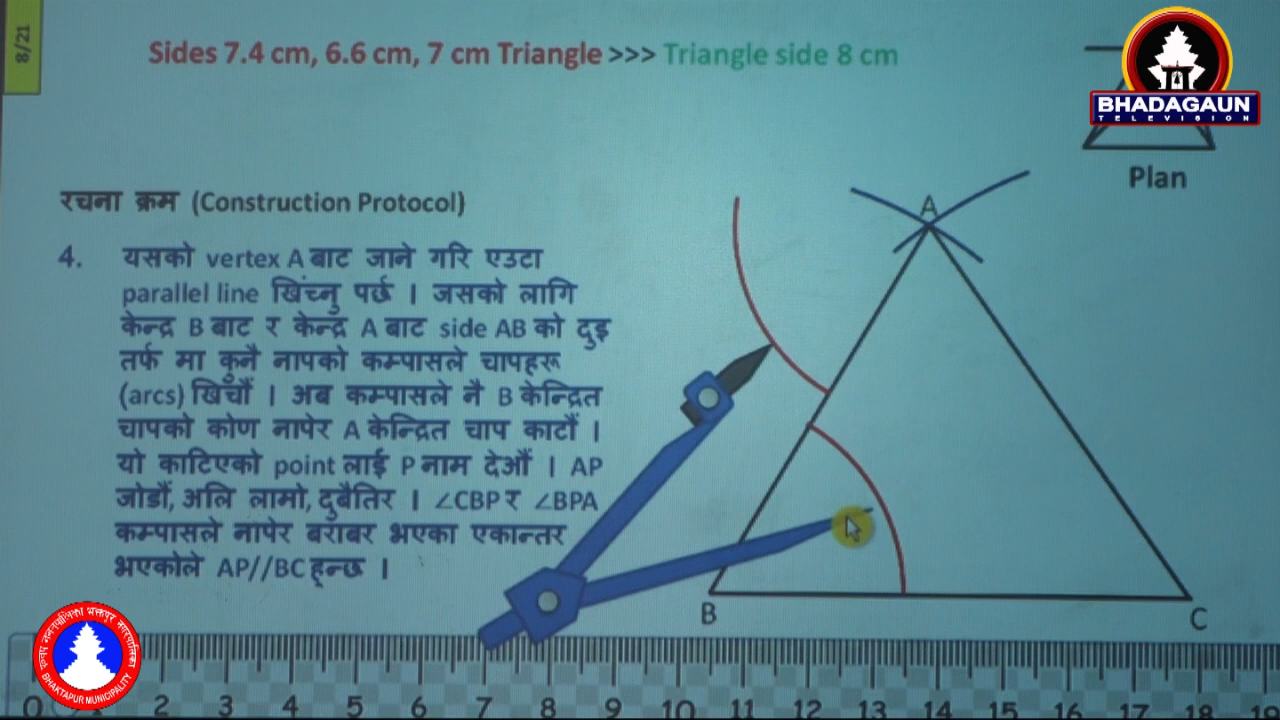 8/21
Sides 7.4 cm, 6.6 cm, 7 cm Triangle >>> Triangle side 8 cm
BHADAGAUN
TELEVISION
Plan
रचना क्रम (Construction Protocol)
4. यसको vertex A बाट जाने गरि एउटा
parallel line खिंच्नु पर्छ । जसको लागि
केन्द्र B बाट र केन्द्र A बाट side AB को दुइ
तर्फ मा कुनै नापको कम्पासले चापहरू
(arcs) खिचौं । अब कम्पासले नै B केन्द्रित
चापको कोण नापेर A केन्द्रित चाप काटौं ।
यो काटिएको point लाई P नाम देऔं । AP
जोडौं, अलि लामो, दुबैतिर । ∠CBP र ∠BPA
कम्पासले नापेर बराबर भएका एकान्तर
भएकोले AP//BC हुन्छ ।
A
B
C
BHAKTAPUR MUNICIPALITY
0 2 3 4 5 6 7 8 9 10 11 12 13 14 15 16 17 18 19